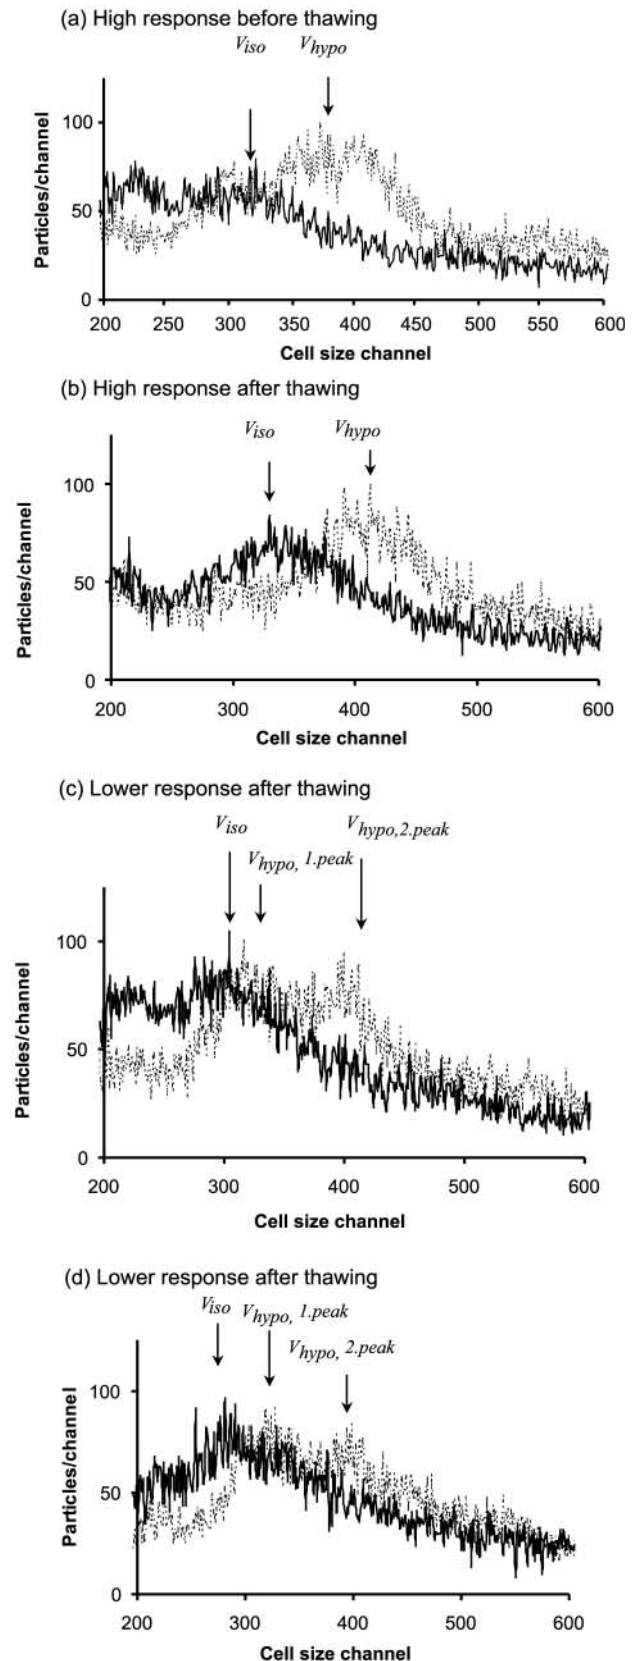 (a) High response before thawing
Viso Vhypo
100
50
0
200 250 300 350 400 450 500 550 600
Particles/channel
Cell size channel
(b) High response after thawing
Viso Vhypo
100
50
0
200 300 400 500 600
Particles/channel
Cell size channel
(c) Lower response after thawing
Viso Vhypo, 1.peak Vhypo,2.peak
100
50
0
200 300 400 500 600
Particles/channel
Cell size channel
(d) Lower response after thawing
Viso Vhypo, 1.peak
Vhypo, 2.peak
100
50
0
200 300 400 500 600
Particles/channel
Cell size channel